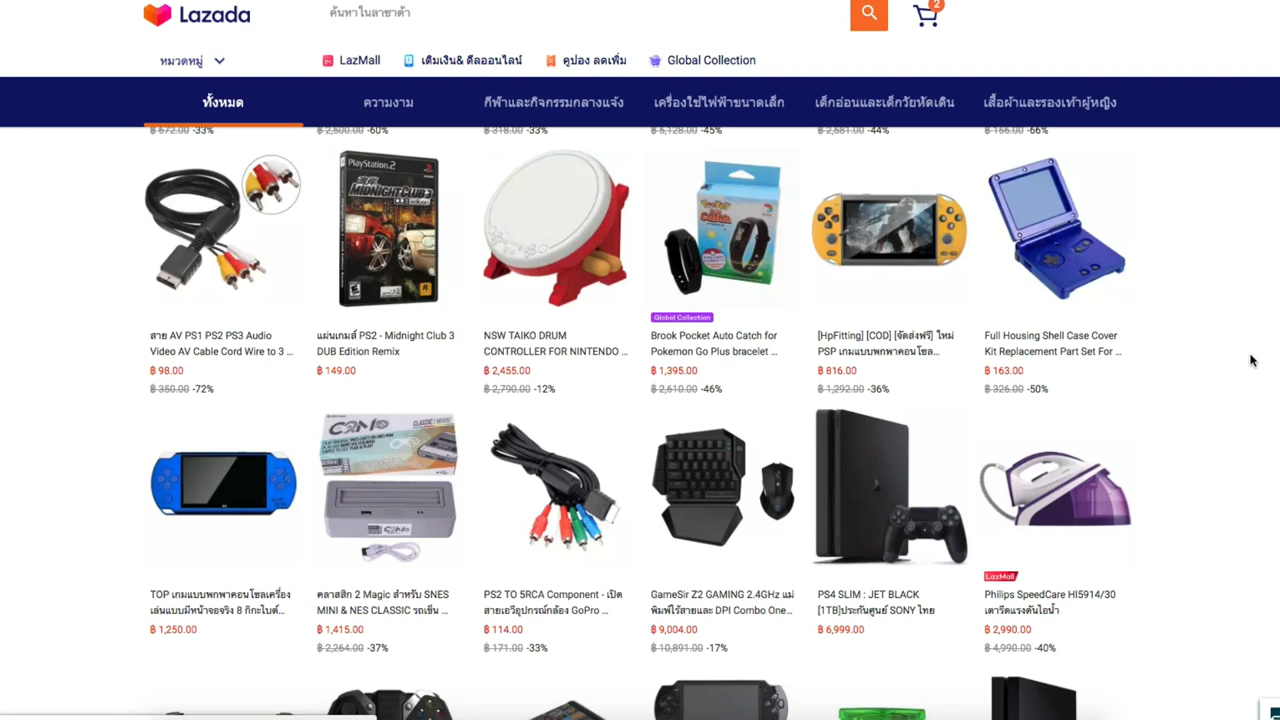 Lazada
ค้นหาในลาซาด้า
2
หมวดหมู่
LazMall
เติมเงิน& ดีลออนไลน์
คูปอง ลดเพิ่ม
Global Collection
ทั้งหมด
ความงาม
กีฬาและกิจกรรมกลางแจ้ง
เครื่องใช้ไฟฟ้าขนาดเล็ก
เด็กอ่อนและเด็กวัยหัดเดิน
เสื้อผ้าและรองเท้าผู้หญิง
฿ 672.00 -33%
฿ 2,500.00 -60%
฿ 318.00 -33%
฿ 5,128.00 -45%
฿ 2,581.00 -44%
฿ 156.00 -66%
PlayStation.2
MIDNIGHT CLUB 3
Global Collection
สาย AV PS1 PS2 PS3 Audio
Video AV Cable Cord Wire to 3 ...
฿ 98.00
฿ 350.00 -72%
แผ่นเกมส์ PS2 - Midnight Club 3
DUB Edition Remix
฿ 149.00
NSW TAIKO DRUM
CONTROLLER FOR NINTENDO ...
฿ 2,455.00
฿ 2,790.00 -12%
Brook Pocket Auto Catch for
Pokemon Go Plus bracelet ...
฿ 1,395.00
฿ 2,610.00 -46%
[HpFitting] [COD] [จัดส่งฟรี] ใหม่
PSP เกมแบบพกพาคอนโซล...
฿ 816.00
฿ 1,292.00 -36%
Full Housing Shell Case Cover
Kit Replacement Part Set For ...
฿ 163.00
฿ 326.00 -50%
LazMall
TOP เกมแบบพกพาคอนโซลเครื่อง
เล่นแบบมีหน้าจอจริง 8 กิกะไบต์...
฿ 1,250.00
คลาสสิก 2 Magic สำหรับ SNES
MINI & NES CLASSIC รถเข็น ...
฿ 1,415.00
฿ 2,264.00 -37%
PS2 TO 5RCA Component - เปิด
สายเอวีอุปกรณ์กล้อง GoPro ...
฿ 114.00
฿ 171.00 -33%
GameSir Z2 GAMING 2.4GHz แม่
พิมพ์ไร้สายและ DPI Combo One...
฿ 9,004.00
฿ 10,891.00 -17%
PS4 SLIM : JET BLACK
[1TB]ประกันศูนย์ SONY ไทย
฿ 6,999.00
Philips SpeedCare HI5914/30
เตารีดแรงดันไอน้ำ
฿ 2,990.00
฿ 4,990.00 -40%